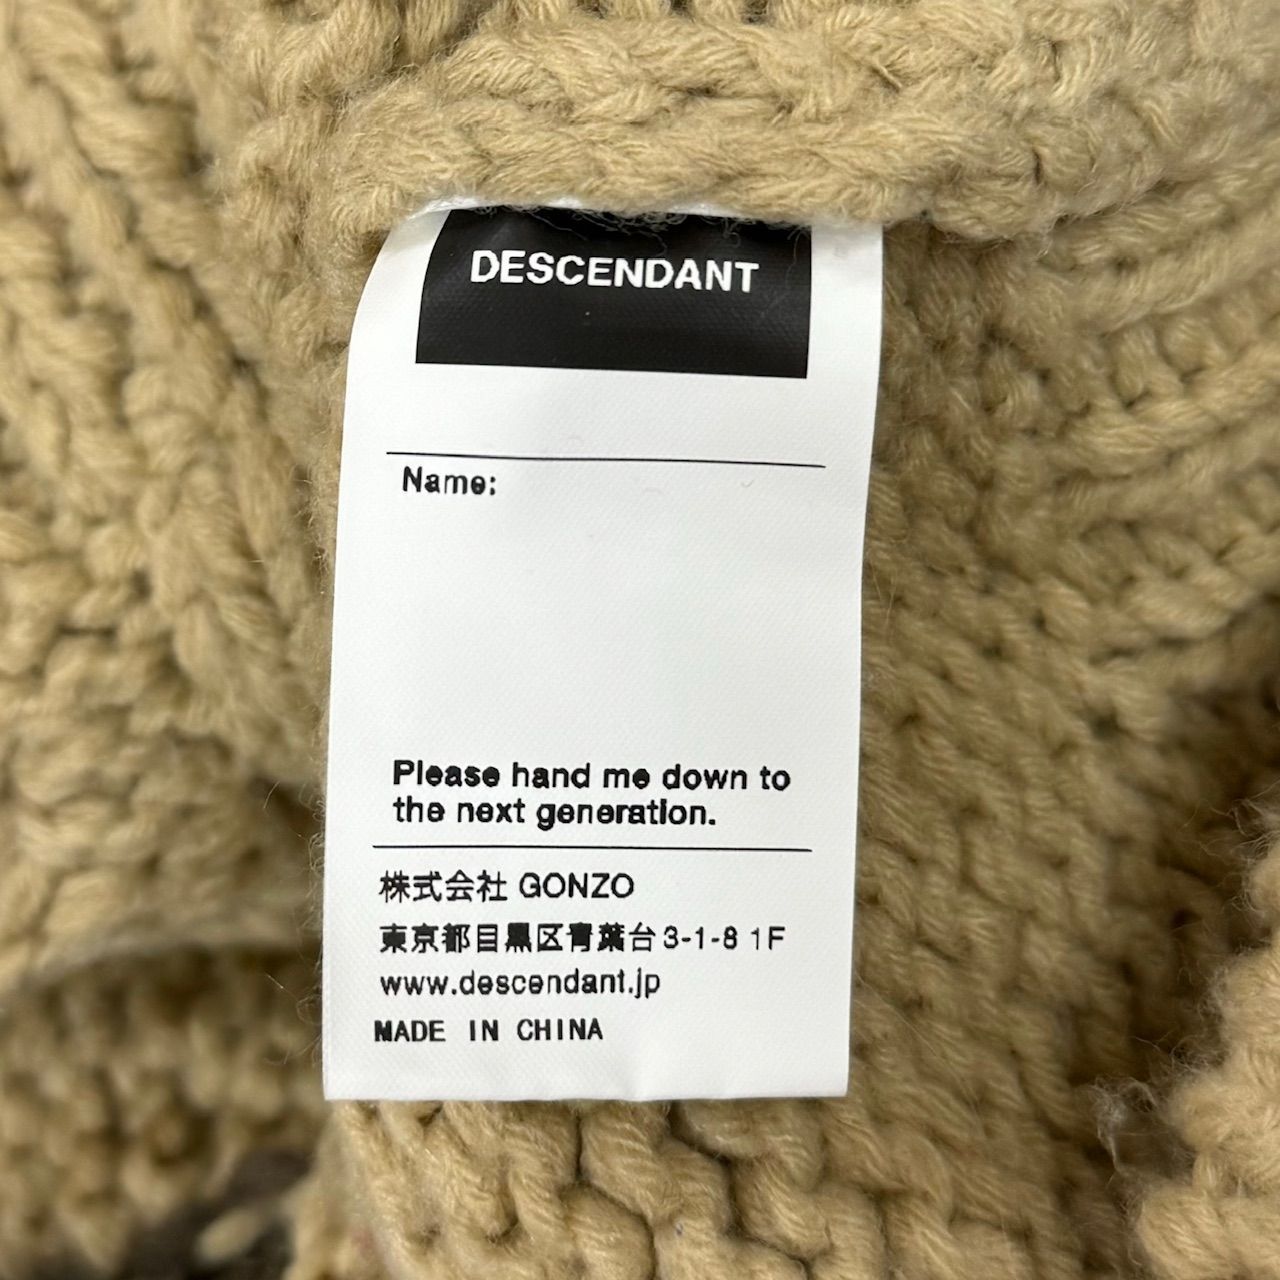 DESCENDANT
Name:
Please hand me down to
the next generation.
株式会社 GONZO
東京都目黒区青葉台3-1-8 1F
www.descendant.jp
MADE IN CHINA